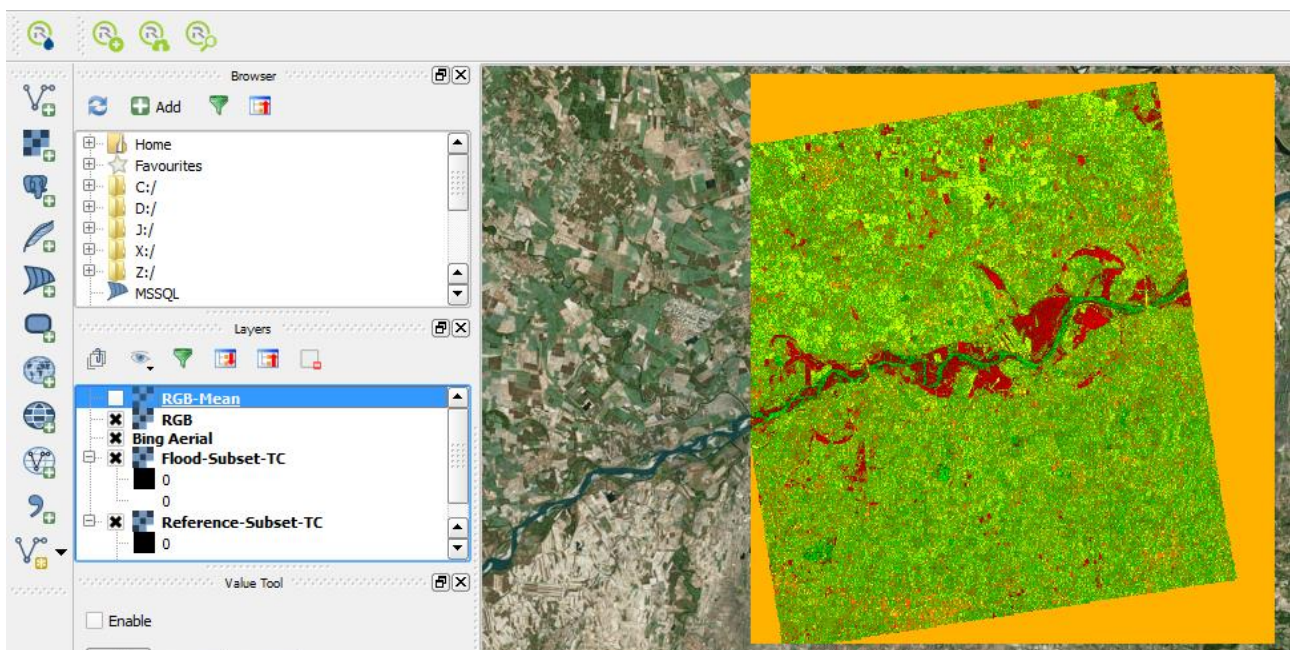 Browser
Add
Home
Favourites
C:/
D:/
J:/
X:/
Z:/
MSSQL
Layers
RGB-Mean
RGB
Bing Aerial
Flood-Subset-TC
0
0
Reference-Subset-TC
0
Value Tool
Enable